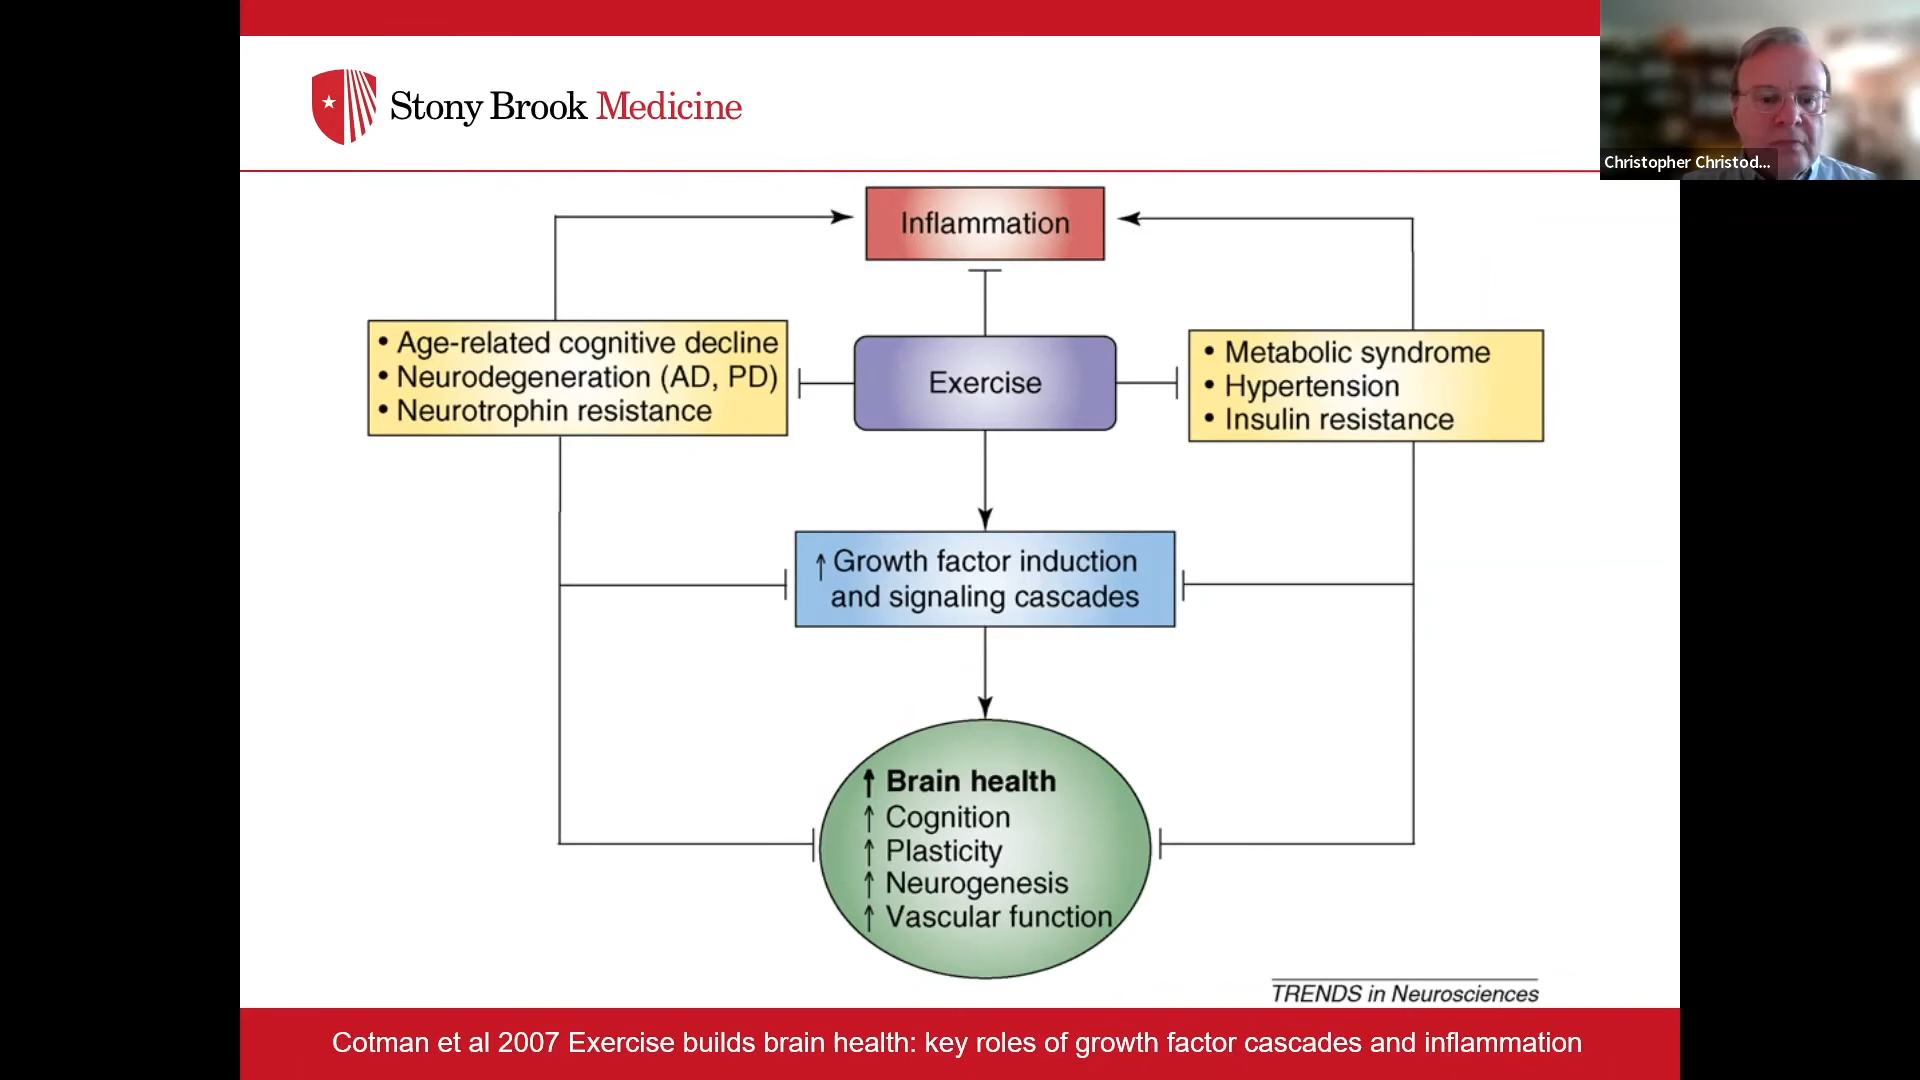 Stony Brook Medicine
Christopher Christod...
Inflammation
• Age-related cognitive decline
• Neurodegeneration (AD, PD)
• Neurotrophin resistance
Exercise
• Metabolic syndrome
• Hypertension
• Insulin resistance
↑ Growth factor induction
and signaling cascades
↑ Brain health
↑ Cognition
↑ Plasticity
↑ Neurogenesis
↑ Vascular function
TRENDS in Neurosciences
Cotman et al 2007 Exercise builds brain health: key roles of growth factor cascades and inflammation